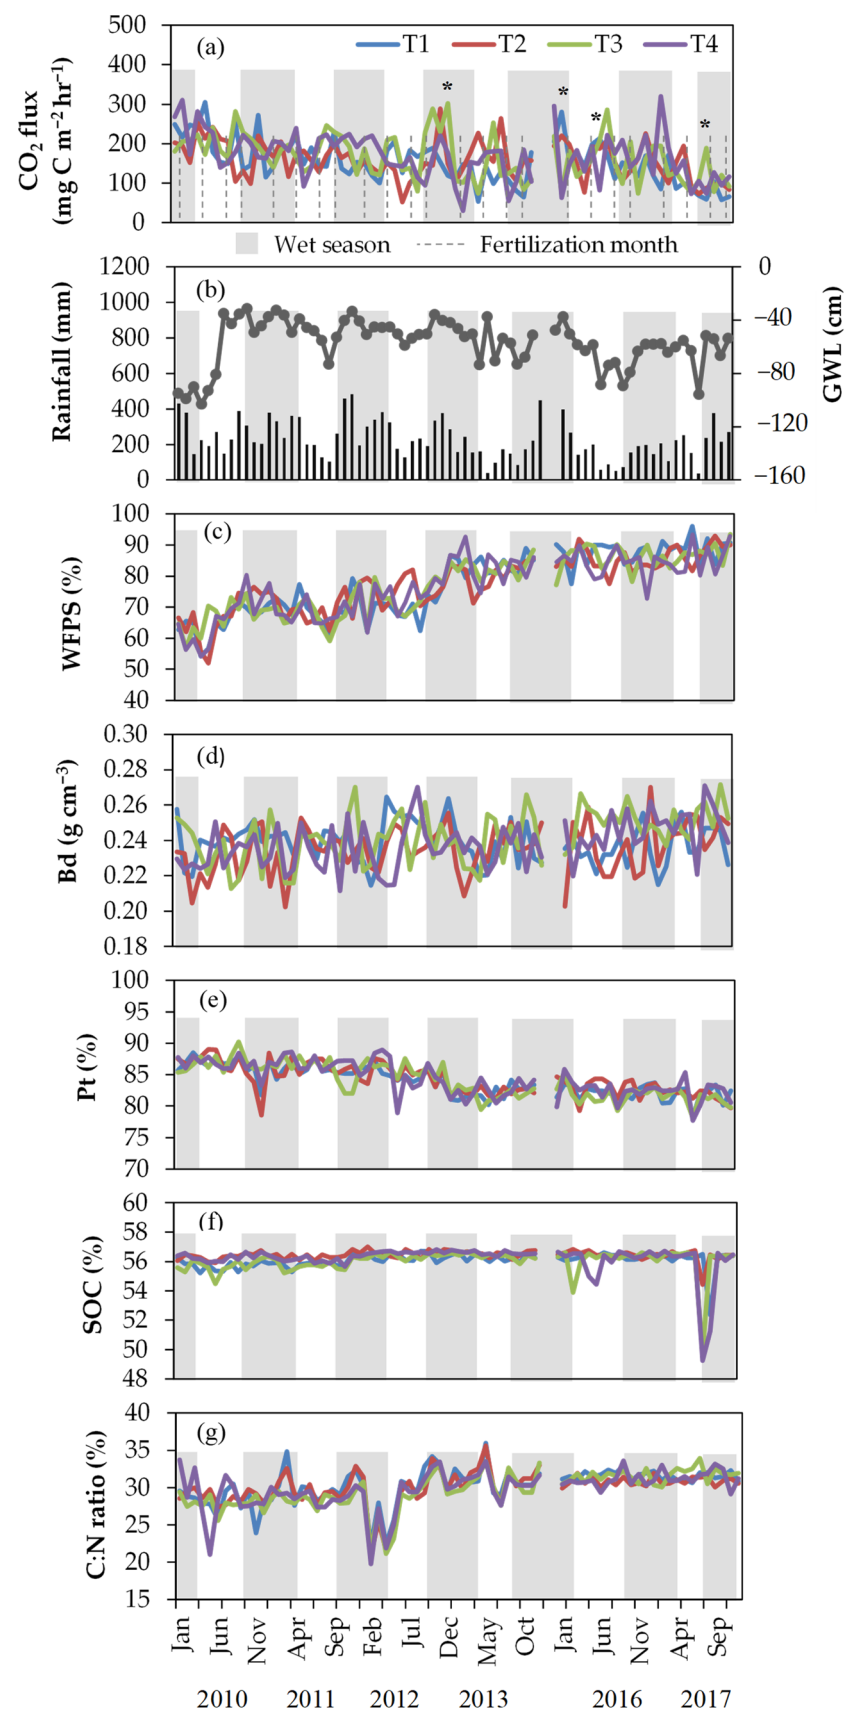 (a)
T1 T2 T3 T4
CO₂ flux
(mg C m⁻² hr⁻¹)
500
400
300
200
100
0
* * * *
Wet season Fertilization month
(b)
Rainfall (mm)
1200
1000
800
600
400
200
0
0
−40
−80
−120
−160
GWL (cm)
(c)
WFPS (%)
100
90
80
70
60
50
40
(d)
Bd (g cm⁻³)
0.30
0.28
0.26
0.24
0.22
0.20
0.18
(e)
Pt (%)
100
95
90
85
80
75
70
(f)
SOC (%)
60
58
56
54
52
50
48
(g)
C:N ratio (%)
40
35
30
25
20
15
Jan Jun Nov Apr Sep Feb Jul Dec May Oct Jan Jun Nov Apr Sep
2010 2011 2012 2013 2016 2017